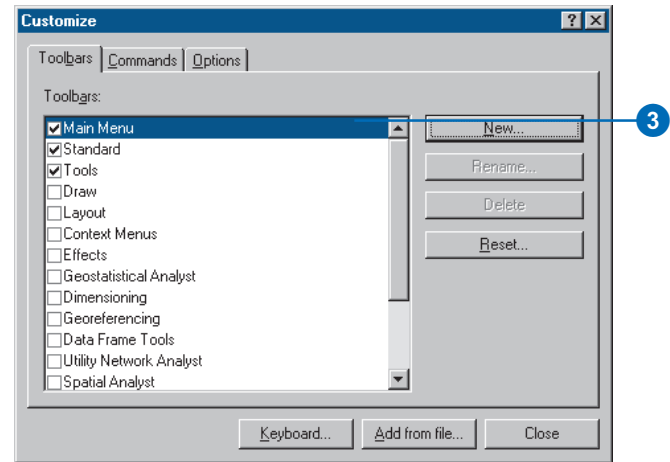 Customize
Toolbars Commands Options
Toolbars:
Main Menu
Standard
Tools
Draw
Layout
Context Menus
Effects
Geostatistical Analyst
Dimensioning
Georeferencing
Data Frame Tools
Utility Network Analyst
Spatial Analyst
New...
Rename...
Delete
Reset...
3
Keyboard... Add from file... Close